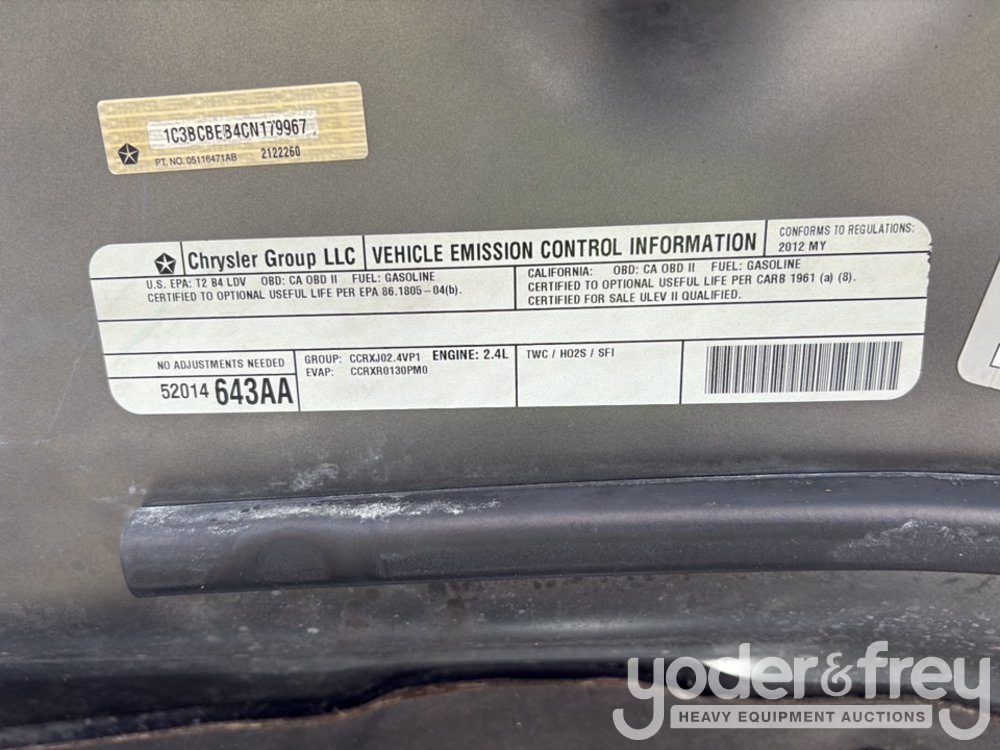 1C3BCBEB4CN179967
PT. NO. 05116471AB 2122260
Chrysler Group LLC VEHICLE EMISSION CONTROL INFORMATION
CONFORMS TO REGULATIONS:
2012 MY
U.S. EPA: T2 B4 LDV OBD: CA OBD II FUEL: GASOLINE
CERTIFIED TO OPTIONAL USEFUL LIFE PER EPA 86.1805-04(b).
CALIFORNIA: OBD: CA OBD II FUEL: GASOLINE
CERTIFIED TO OPTIONAL USEFUL LIFE PER CARB 1961 (a) (8).
CERTIFIED FOR SALE ULEV II QUALIFIED.
NO ADJUSTMENTS NEEDED
52014 643AA
GROUP: CCRXJ02.4VP1 ENGINE: 2.4L
EVAP: CCRXR0130PM0
TWC / HO2S / SFI
yoder&frey
HEAVY EQUIPMENT AUCTIONS